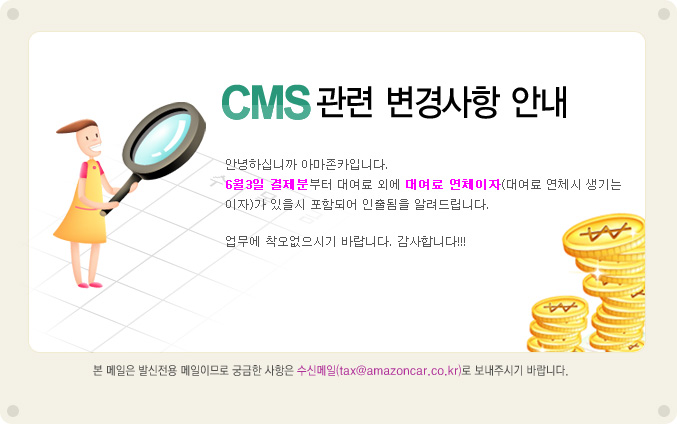 CMS 관련 변경사항 안내
안녕하십니까 아마존카입니다.
6월3일 결제분부터 대여료 외에 대여료 연체이자(대여료 연체시 생기는
이자)가 있을시 포함되어 인출됨을 알려드립니다.
업무에 착오없으시기 바랍니다. 감사합니다!!!
본 메일은 발신전용 메일이므로 궁금한 사항은 수신메일(tax@amazoncar.co.kr)로 보내주시기 바랍니다.